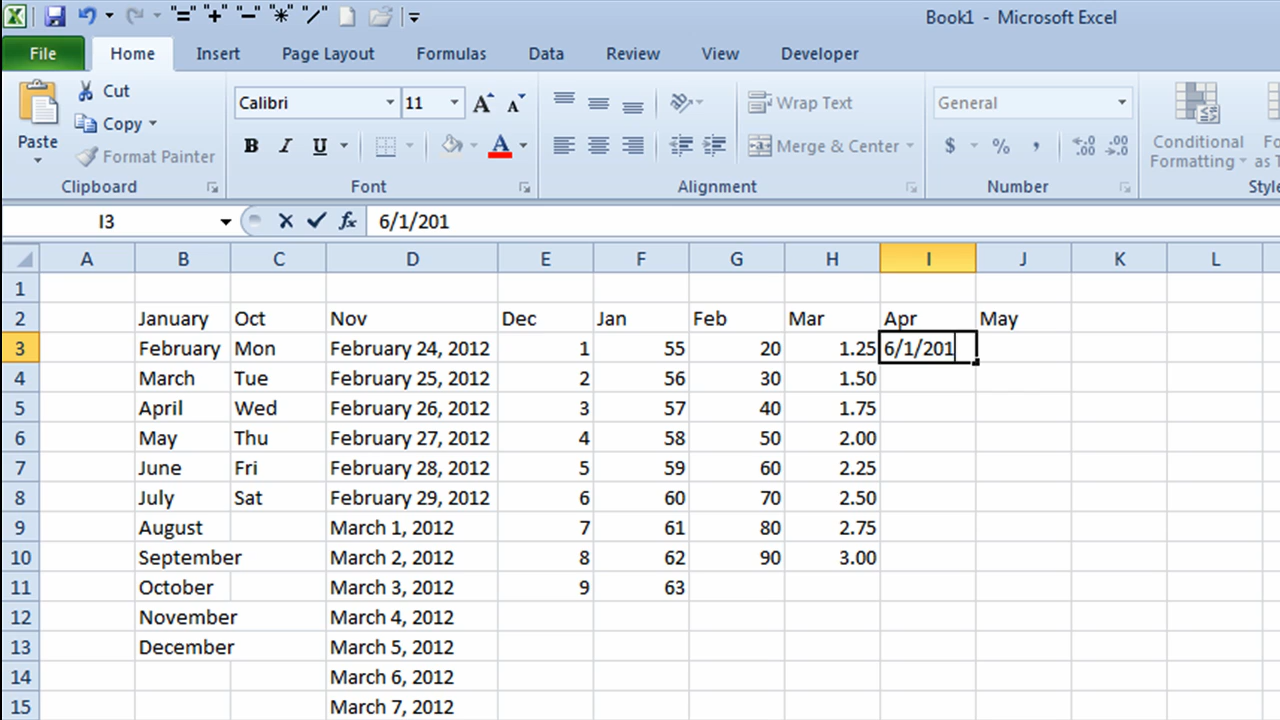 "=" "+" "−" "*" "/"
Book1 - Microsoft Excel
File Home Insert Page Layout Formulas Data Review View Developer
Paste
Cut
Copy
Format Painter
Clipboard
Calibri 11 A A
B I U A
Font
Wrap Text
Merge & Center
Alignment
General
$ % , .0 .00 .00 .0
Number
Conditional
Formatting
as T
Style
I3 fx 6/1/201
A B C D E F G H I J K L
1
2 January Oct Nov Dec Jan Feb Mar Apr May
3 February Mon February 24, 2012 1 55 20 1.25 6/1/201
4 March Tue February 25, 2012 2 56 30 1.50
5 April Wed February 26, 2012 3 57 40 1.75
6 May Thu February 27, 2012 4 58 50 2.00
7 June Fri February 28, 2012 5 59 60 2.25
8 July Sat February 29, 2012 6 60 70 2.50
9 August March 1, 2012 7 61 80 2.75
10 September March 2, 2012 8 62 90 3.00
11 October March 3, 2012 9 63
12 November March 4, 2012
13 December March 5, 2012
14 March 6, 2012
15 March 7, 2012